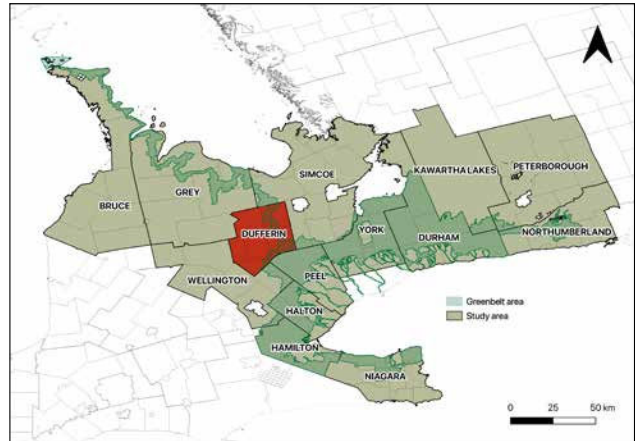 SIMCOE
KAWARTHA LAKES
PETERBOROUGH
BRUCE
GREY
DUFFERIN
YORK
DURHAM
NORTHUMBERLAND
WELLINGTON
PEEL
HALTON
HAMILTON
NIAGARA
Greenbelt area
Study area
0 25 50 km